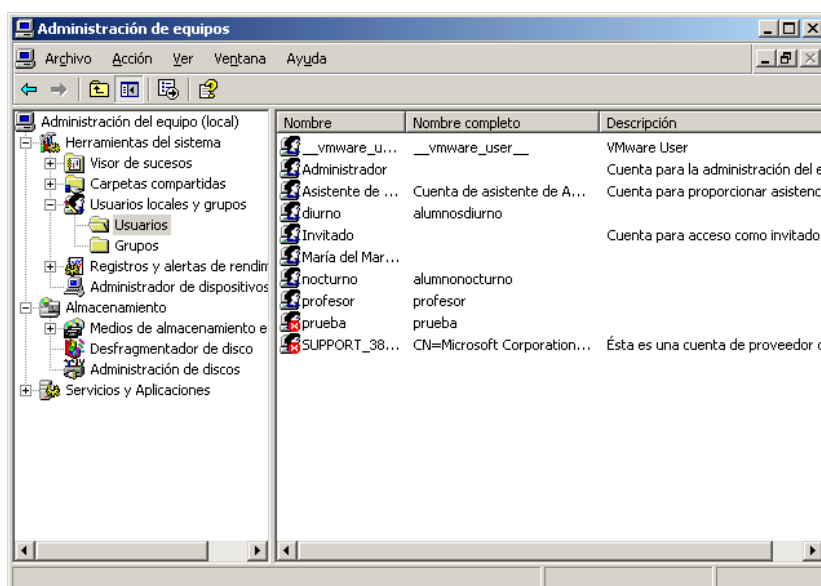 Administración de equipos
Archivo Acción Ver Ventana Ayuda
Administración del equipo (local)
Herramientas del sistema
Visor de sucesos
Carpetas compartidas
Usuarios locales y grupos
Usuarios
Grupos
Registros y alertas de rendim
Administrador de dispositivos
Almacenamiento
Medios de almacenamiento e
Desfragmentador de disco
Administración de discos
Servicios y Aplicaciones
Nombre Nombre completo Descripción
__vmware_u... __vmware_user__ VMware User
Administrador Cuenta para la administración del e
Asistente de ... Cuenta de asistente de A... Cuenta para proporcionar asistenc
diurno alumnosdiurno
Invitado Cuenta para acceso como invitado
María del Mar...
nocturno alumnonocturno
profesor profesor
prueba prueba
SUPPORT_38... CN=Microsoft Corporation... Ésta es una cuenta de proveedor